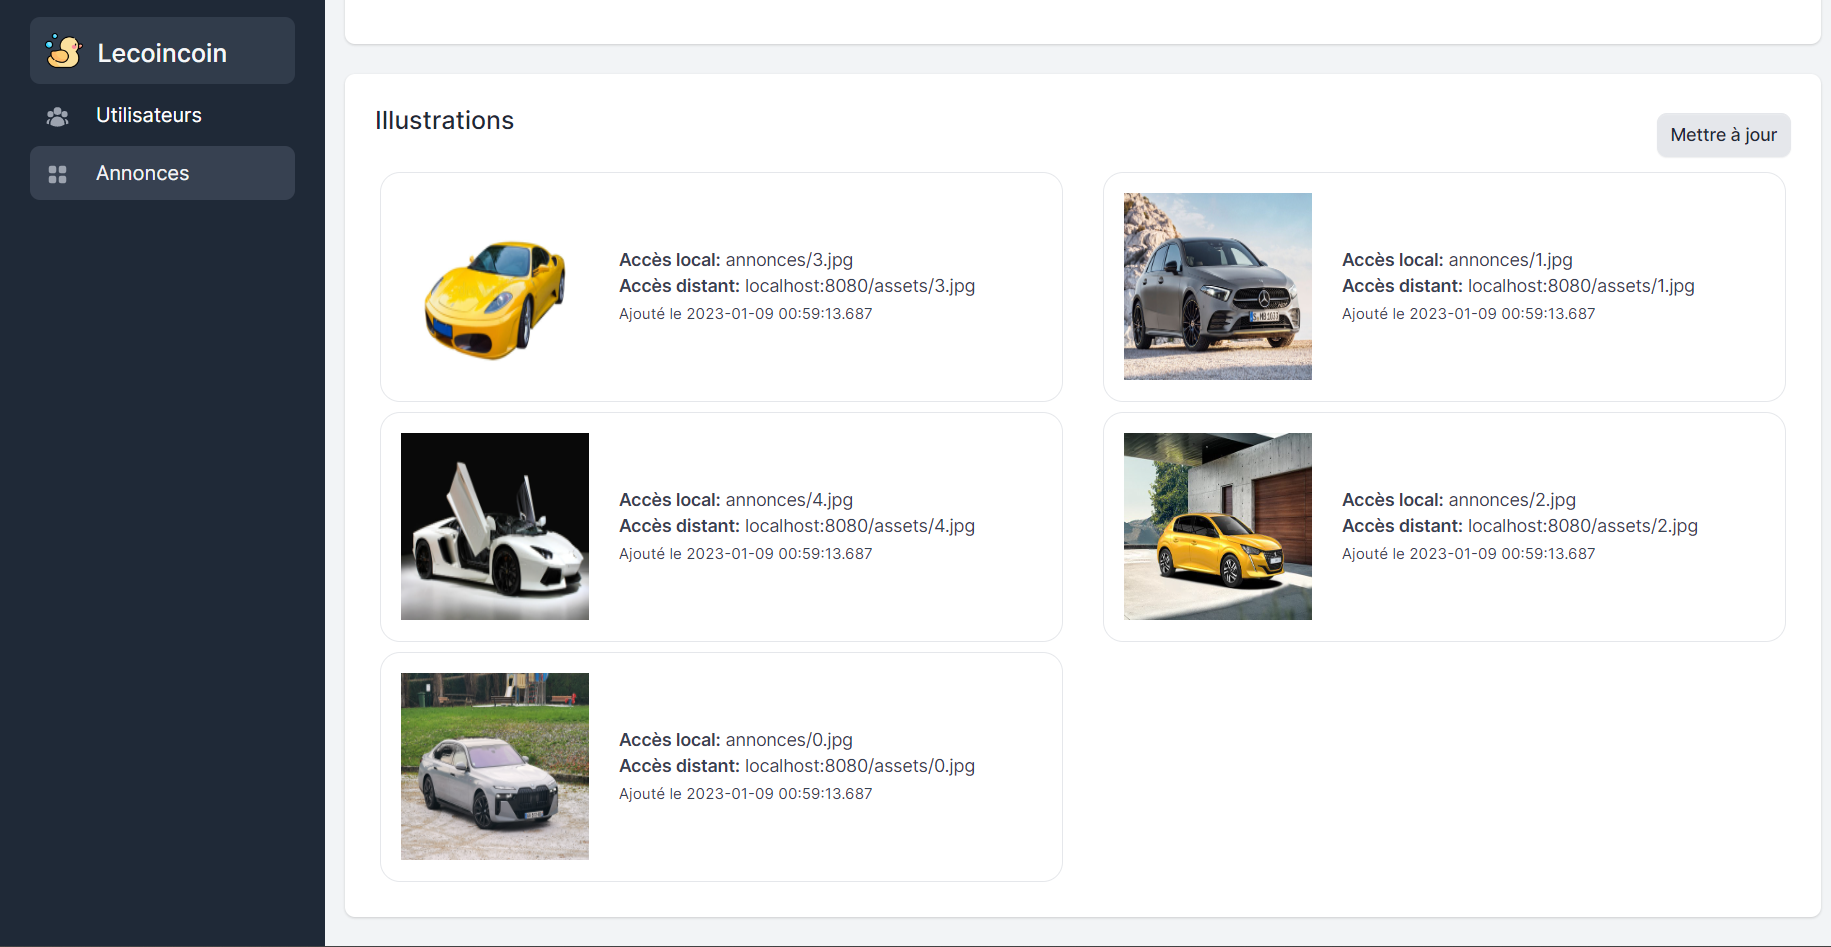 Lecoincoin
Utilisateurs
Annonces
Illustrations
Mettre à jour
Accès local: annonces/3.jpg
Accès distant: localhost:8080/assets/3.jpg
Ajouté le 2023-01-09 00:59:13.687
Accès local: annonces/1.jpg
Accès distant: localhost:8080/assets/1.jpg
Ajouté le 2023-01-09 00:59:13.687
Accès local: annonces/4.jpg
Accès distant: localhost:8080/assets/4.jpg
Ajouté le 2023-01-09 00:59:13.687
Accès local: annonces/2.jpg
Accès distant: localhost:8080/assets/2.jpg
Ajouté le 2023-01-09 00:59:13.687
Accès local: annonces/0.jpg
Accès distant: localhost:8080/assets/0.jpg
Ajouté le 2023-01-09 00:59:13.687